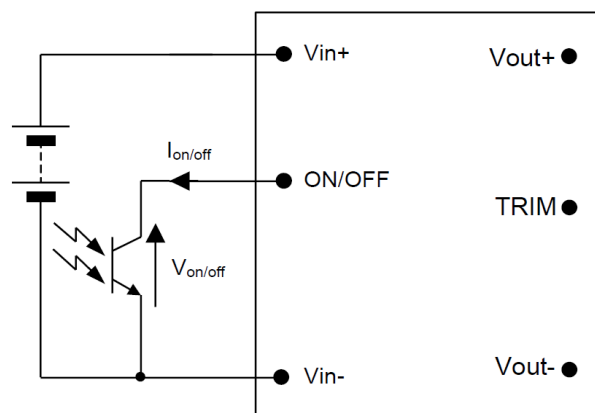 Vin+
Vout+
Ion/off
ON/OFF
TRIM
Von/off
Vin-
Vout-